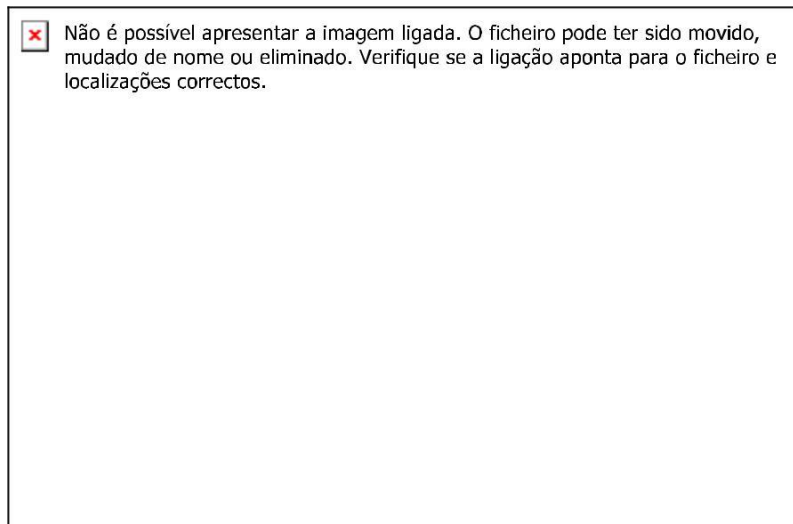 Não é possível apresentar a imagem ligada. O ficheiro pode ter sido movido,
mudado de nome ou eliminado. Verifique se a ligação aponta para o ficheiro e
localizações correctos.